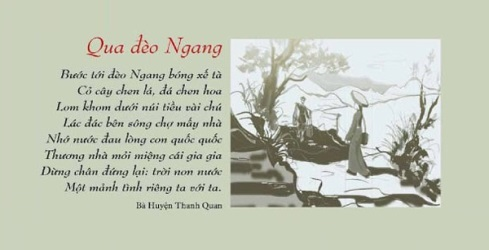 Qua đèo Ngang
Bước tới đèo Ngang bóng xế tà
Cỏ cây chen lá, đá chen hoa
Lom khom dưới núi tiều vài chú
Lác đác bên sông chợ mấy nhà
Nhớ nước đau lòng con quốc quốc
Thương nhà mỏi miệng cái gia gia
Dừng chân đứng lại: trời non nước
Một mảnh tình riêng ta với ta.
Bà Huyện Thanh Quan